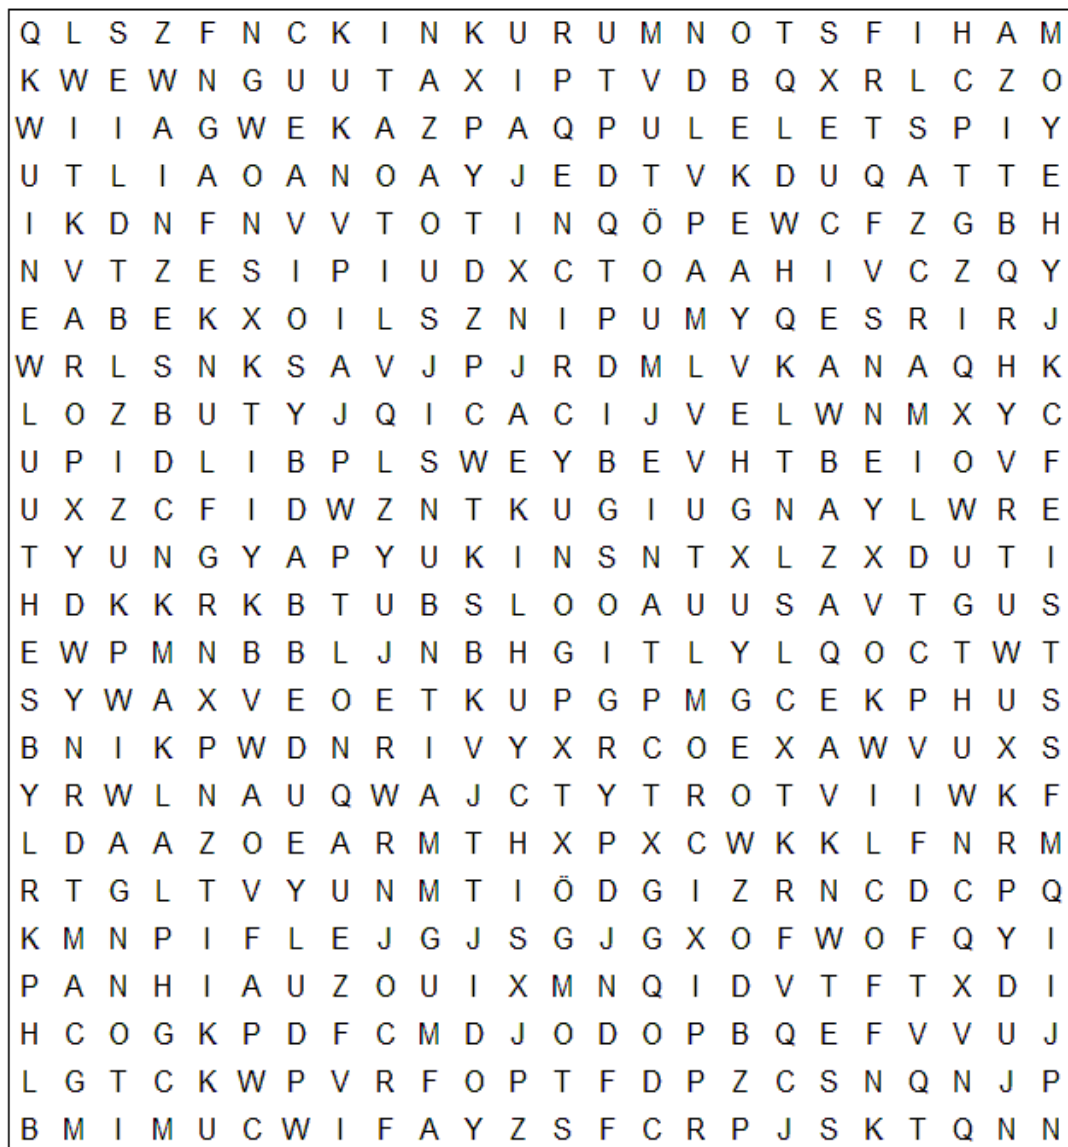 Q L S Z F N C K I N K U R U M N O T S F I H A M
K W E W N G U U T A X I P T V D B Q X R L C Z O
W I I A G W E K A Z P A Q P U L E L E T S P I Y
U T L I A O A N O A Y J E D T V K D U Q A T T E
I K D N F N V V T O T I N Q Ö P E W C F Z G B H
N V T Z E S I P I U D X C T O A A H I V C Z Q Y
E A B E K X O I L S Z N I P U M Y Q E S R I R J
W R L S N K S A V J P J R D M L V K A N A Q H K
L O Z B U T Y J Q I C A C I J V E L W N M X Y C
U P I D L I B P L S W E Y B E V H T B E I O V F
U X Z C F I D W Z N T K U G I U G N A Y L W R E
T Y U N G Y A P Y U K I N S N T X L Z X D U T I
H D K K R K B T U B S L O O A U U S A V T G U S
E W P M N B B L J N B H G I T L Y L Q O C T W T
S Y W A X V E O E T K U P G P M G C E K P H U S
B N I K P W D N R I V Y X R C O E X A W V U X S
Y R W L N A U Q W A J C T Y T R O T V I I W K F
L D A A Z O E A R M T H X P X C W K K L F N R M
R T G L T V Y U N M T I Ö D G I Z R N C D C P Q
K M N P I F L E J G J S G J G X O F W O F Q Y I
P A N H I A U Z O U I X M N Q I D V T F T X D I
H C O G K P D F C M D J O D O P B Q E F V V U J
L G T C K W P V R F O P T F D P Z C S N Q N J P
B M I M U C W I F A Y Z S F C R P J S K T Q N N